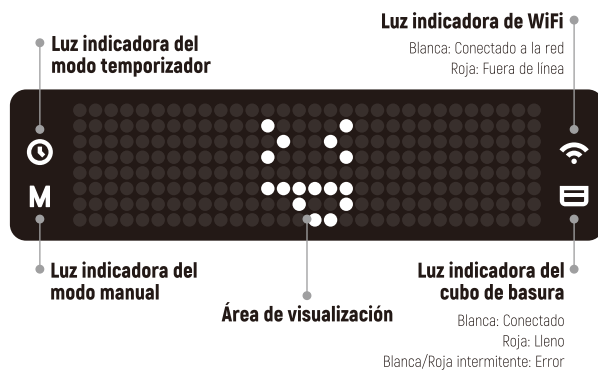 Luz indicadora de WiFi
Blanca: Conectado a la red
Roja: Fuera de línea
Luz indicadora del
modo temporizador
M
Luz indicadora del
modo manual
Área de visualización
Luz indicadora del
cubo de basura
Blanca: Conectado
Roja: Lleno
Blanca/Roja intermitente: Error